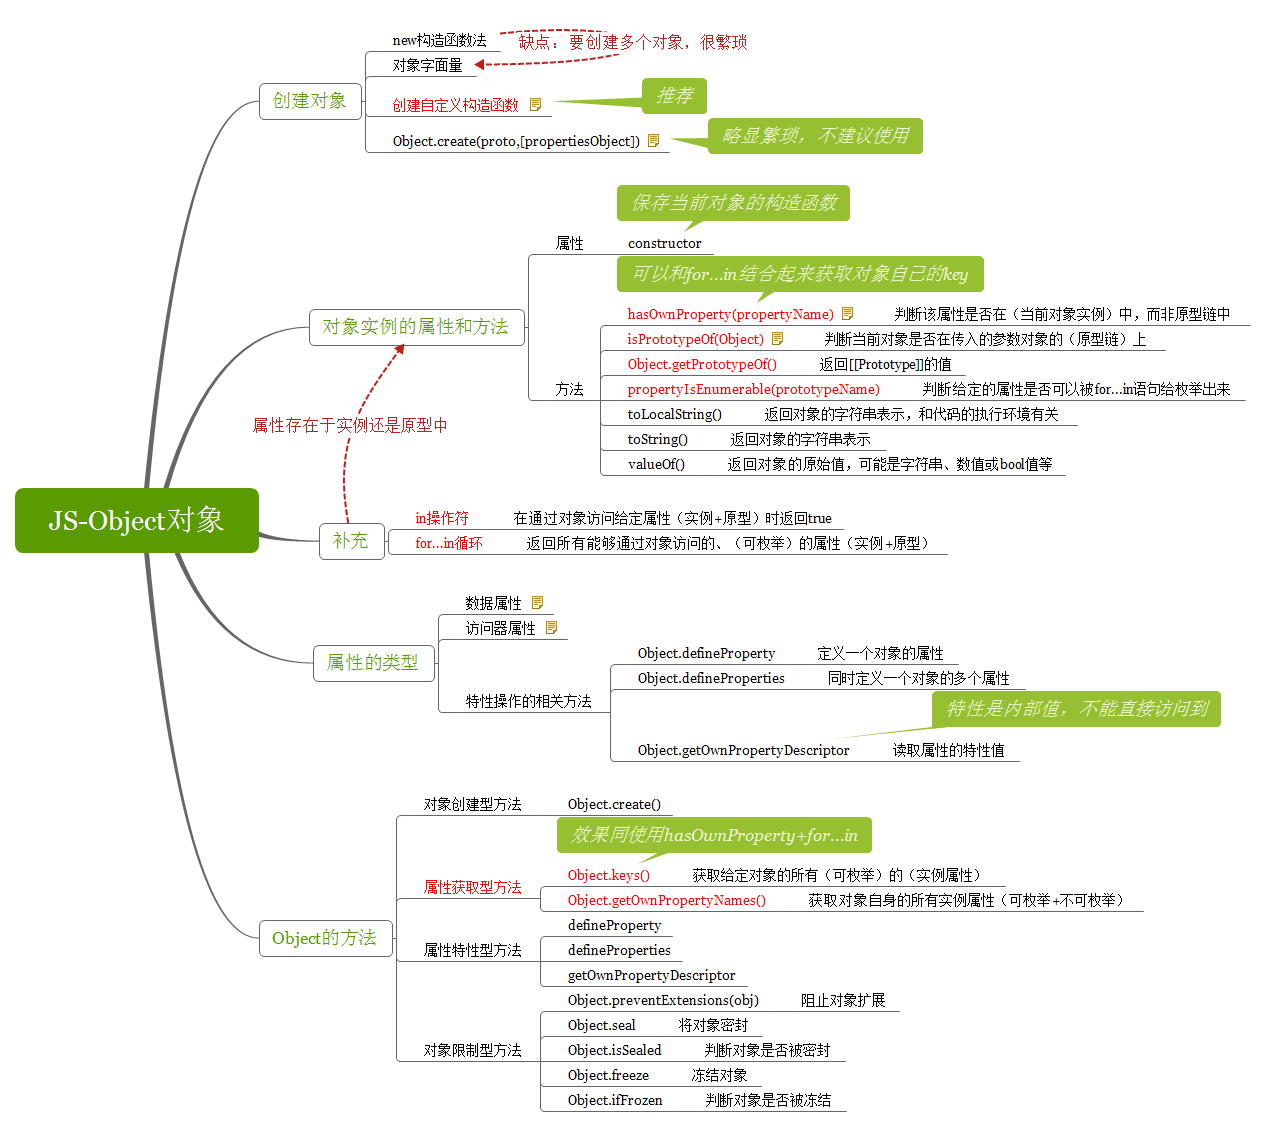 JS-Object对象
创建对象
new构造函数法
缺点：要创建多个对象，很繁琐
对象字面量
创建自定义构造函数
推荐
Object.create(proto,[propertiesObject])
略显繁琐，不建议使用
对象实例的属性和方法
属性
保存当前对象的构造函数
constructor
方法
可以和for...in结合起来获取对象自己的key
hasOwnProperty(propertyName) 判断该属性是否在（当前对象实例）中，而非原型链中
isPrototypeOf(Object) 判断当前对象是否在传入的参数对象的（原型链）上
Object.getPrototypeOf() 返回[[Prototype]]的值
propertyIsEnumerable(prototypeName) 判断给定的属性是否可以被for...in语句给枚举出来
toLocalString() 返回对象的字符串表示，和代码的执行环境有关
toString() 返回对象的字符串表示
valueOf() 返回对象的原始值，可能是字符串、数值或bool值等
属性存在于实例还是原型中
补充
in操作符 在通过对象访问给定属性（实例+原型）时返回true
for...in循环 返回所有能够通过对象访问的、（可枚举）的属性（实例+原型）
属性的类型
数据属性
访问器属性
特性操作的相关方法
Object.defineProperty 定义一个对象的属性
Object.defineProperties 同时定义一个对象的多个属性
特性是内部值，不能直接访问到
Object.getOwnPropertyDescriptor 读取属性的特性值
Object的方法
对象创建型方法
Object.create()
属性获取型方法
效果同使用hasOwnProperty+for...in
Object.keys() 获取给定对象的所有（可枚举）的（实例属性）
Object.getOwnPropertyNames() 获取对象自身的所有实例属性（可枚举+不可枚举）
属性特性型方法
defineProperty
defineProperties
getOwnPropertyDescriptor
对象限制型方法
Object.preventExtensions(obj) 阻止对象扩展
Object.seal 将对象密封
Object.isSealed 判断对象是否被密封
Object.freeze 冻结对象
Object.ifFrozen 判断对象是否被冻结